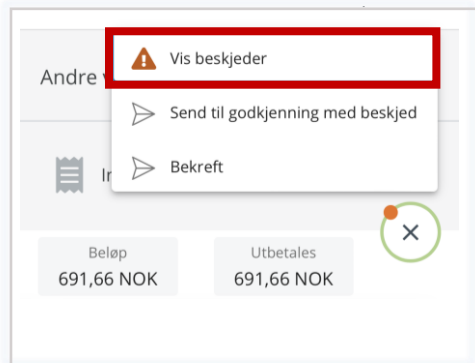 Vis beskjeder
Andre
Send til godkjenning med beskjed
Bekreft
Beløp
691,66 NOK
Utbetales
691,66 NOK